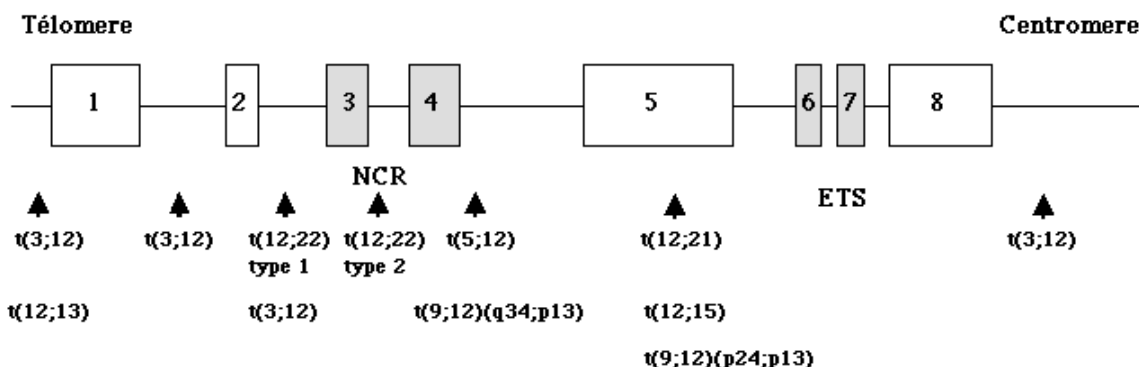 Télomere Centromere
1 2 3 4 5 6 7 8
NCR
ETS
t(3;12) t(3;12) t(12;22) t(12;22) t(5;12) t(12;21) t(3;12)
type 1 type 2
t(12;13) t(3;12) t(9;12)(q34;p13) t(12;15)
t(9;12)(p24;p13)